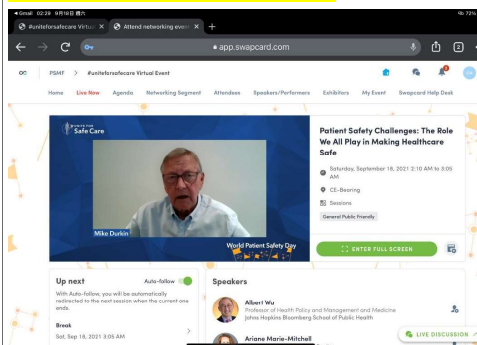 Gmail 02:29 9月18日 週六
72%
#uniteforsafecare Virtual
Attend networking event
app.swapcard.com
2
PSMF > #uniteforsafecare Virtual Event
Home Live Now Agenda Networking Segment Attendees Speakers/Performers Exhibitors My Event Swapcard Help Desk
UNITE FOR
Safe Care
Mike Durkin
World Patient Safety Day
Patient Safety Challenges: The Role
We All Play in Making Healthcare
Safe
Saturday, September 18, 2021 2:10 AM to 3:05
AM
CE-Bearing
Sessions
General Public Friendly
ENTER FULL SCREEN
Up next Auto-follow
With Auto-follow, you will be automatically
redirected to the next session when the current one
ends.
Break
Sat, Sep 18, 2021 3:05 AM
Speakers
Albert Wu
Professor of Health Policy and Management and Medicine
Johns Hopkins Bloomberg School of Public Health
Ariane Marie-Mitchell
LIVE DISCUSSION